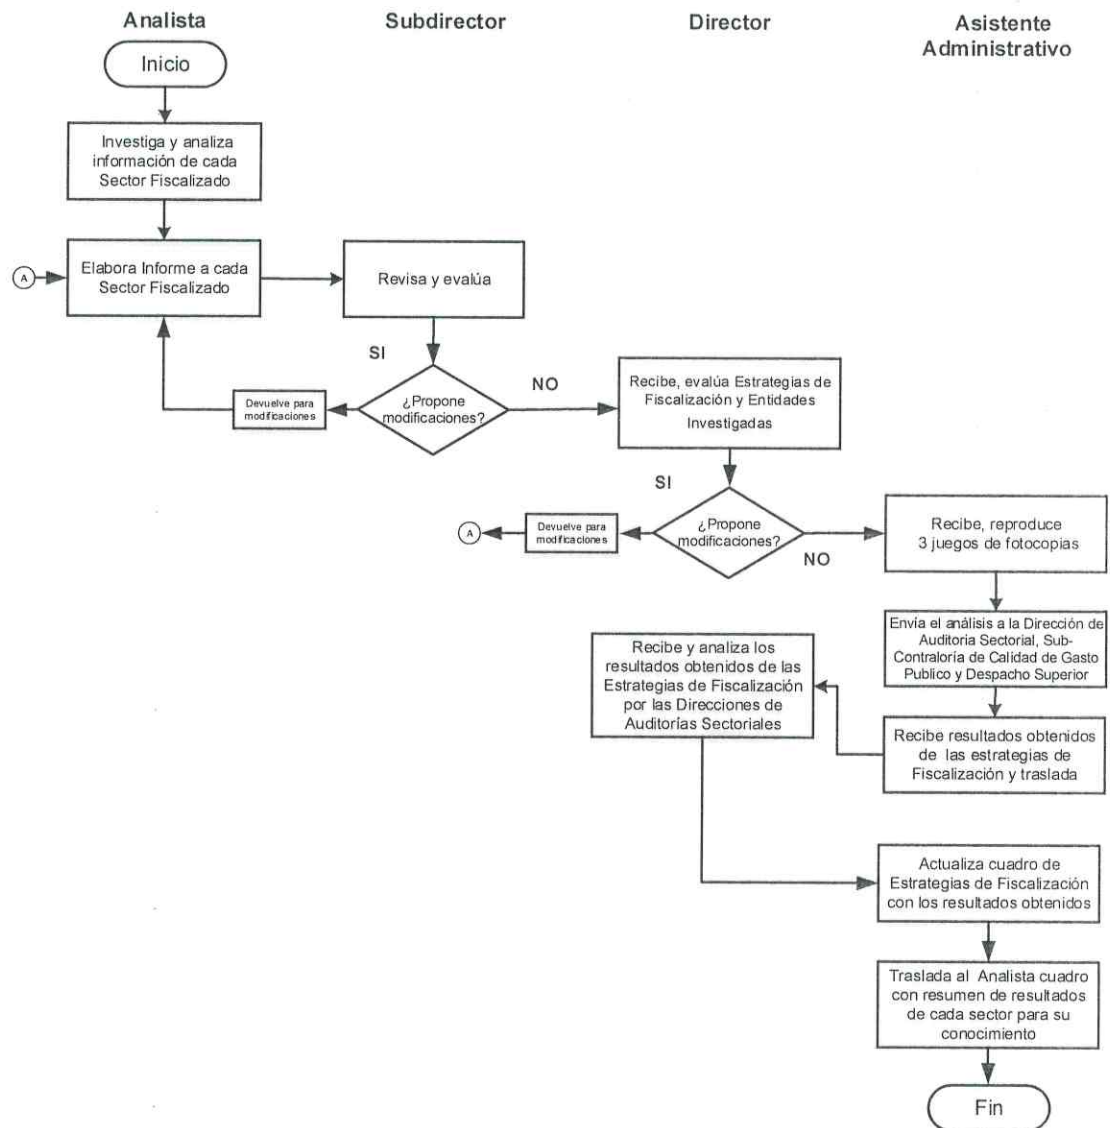 Analista
Subdirector
Director
Asistente
Administrativo
Inicio
Investiga y analiza
información de cada
Sector Fiscalizado
A
Elabora Informe a cada
Sector Fiscalizado
Revisa y evalúa
SI
Devuelve para
modificaciones
¿Propone
modificaciones?
NO
Recibe, evalúa Estrategias de
Fiscalización y Entidades
Investigadas
SI
A
Devuelve para
modificaciones
¿Propone
modificaciones?
NO
Recibe, reproduce
3 juegos de fotocopias
Envía el análisis a la Dirección de
Auditoria Sectorial, Sub-
Contraloría de Calidad de Gasto
Publico y Despacho Superior
Recibe resultados obtenidos
de las estrategias de
Fiscalización y traslada
Recibe y analiza los
resultados obtenidos de las
Estrategias de Fiscalización
por las Direcciones de
Auditorías Sectoriales
Actualiza cuadro de
Estrategias de Fiscalización
con los resultados obtenidos
Traslada al Analista cuadro
con resumen de resultados
de cada sector para su
conocimiento
Fin